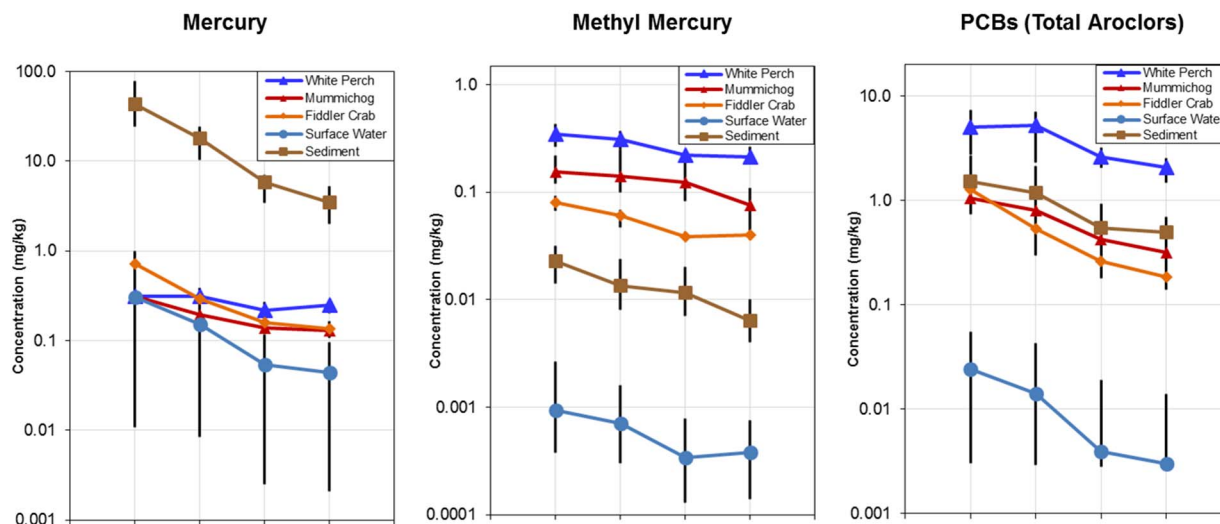 Mercury
Concentration (mg/kg)
100.0
10.0
1.0
0.1
0.01
0.001
White Perch
Mummichog
Fiddler Crab
Surface Water
Sediment
Methyl Mercury
Concentration (mg/kg)
1.0
0.1
0.01
0.001
0.0001
White Perch
Mummichog
Fiddler Crab
Surface Water
Sediment
PCBs (Total Aroclors)
Concentration (mg/kg)
10.0
1.0
0.1
0.01
0.001
White Perch
Mummichog
Fiddler Crab
Surface Water
Sediment